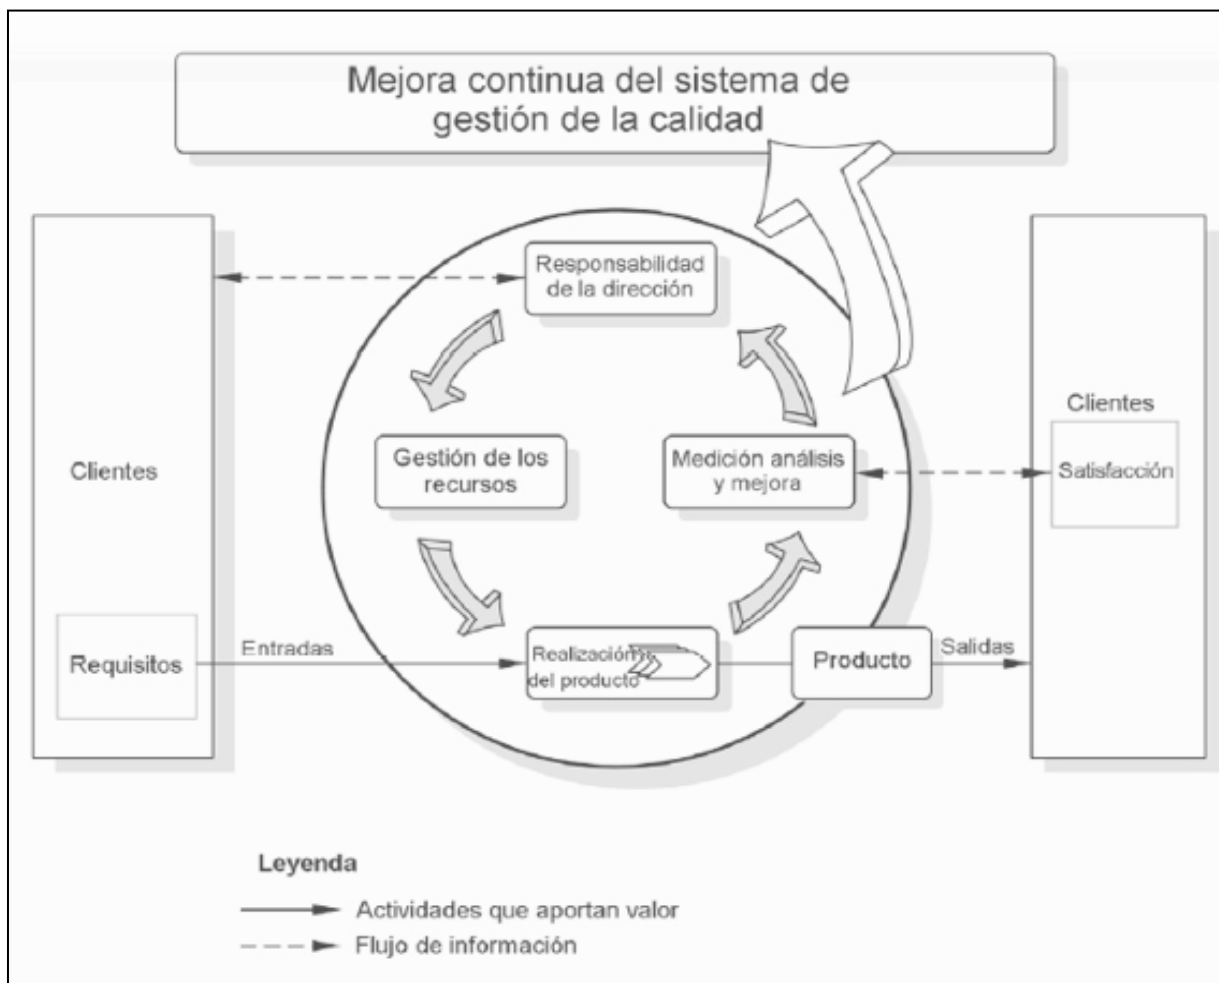 Mejora continua del sistema de
gestión de la calidad
Responsabilidad
de la dirección
Clientes
Gestión de los
recursos
Medición análisis
y mejora
Clientes
Satisfacción
Requisitos
Entradas
Realización
del producto
Producto
Salidas
Leyenda
Actividades que aportan valor
Flujo de información